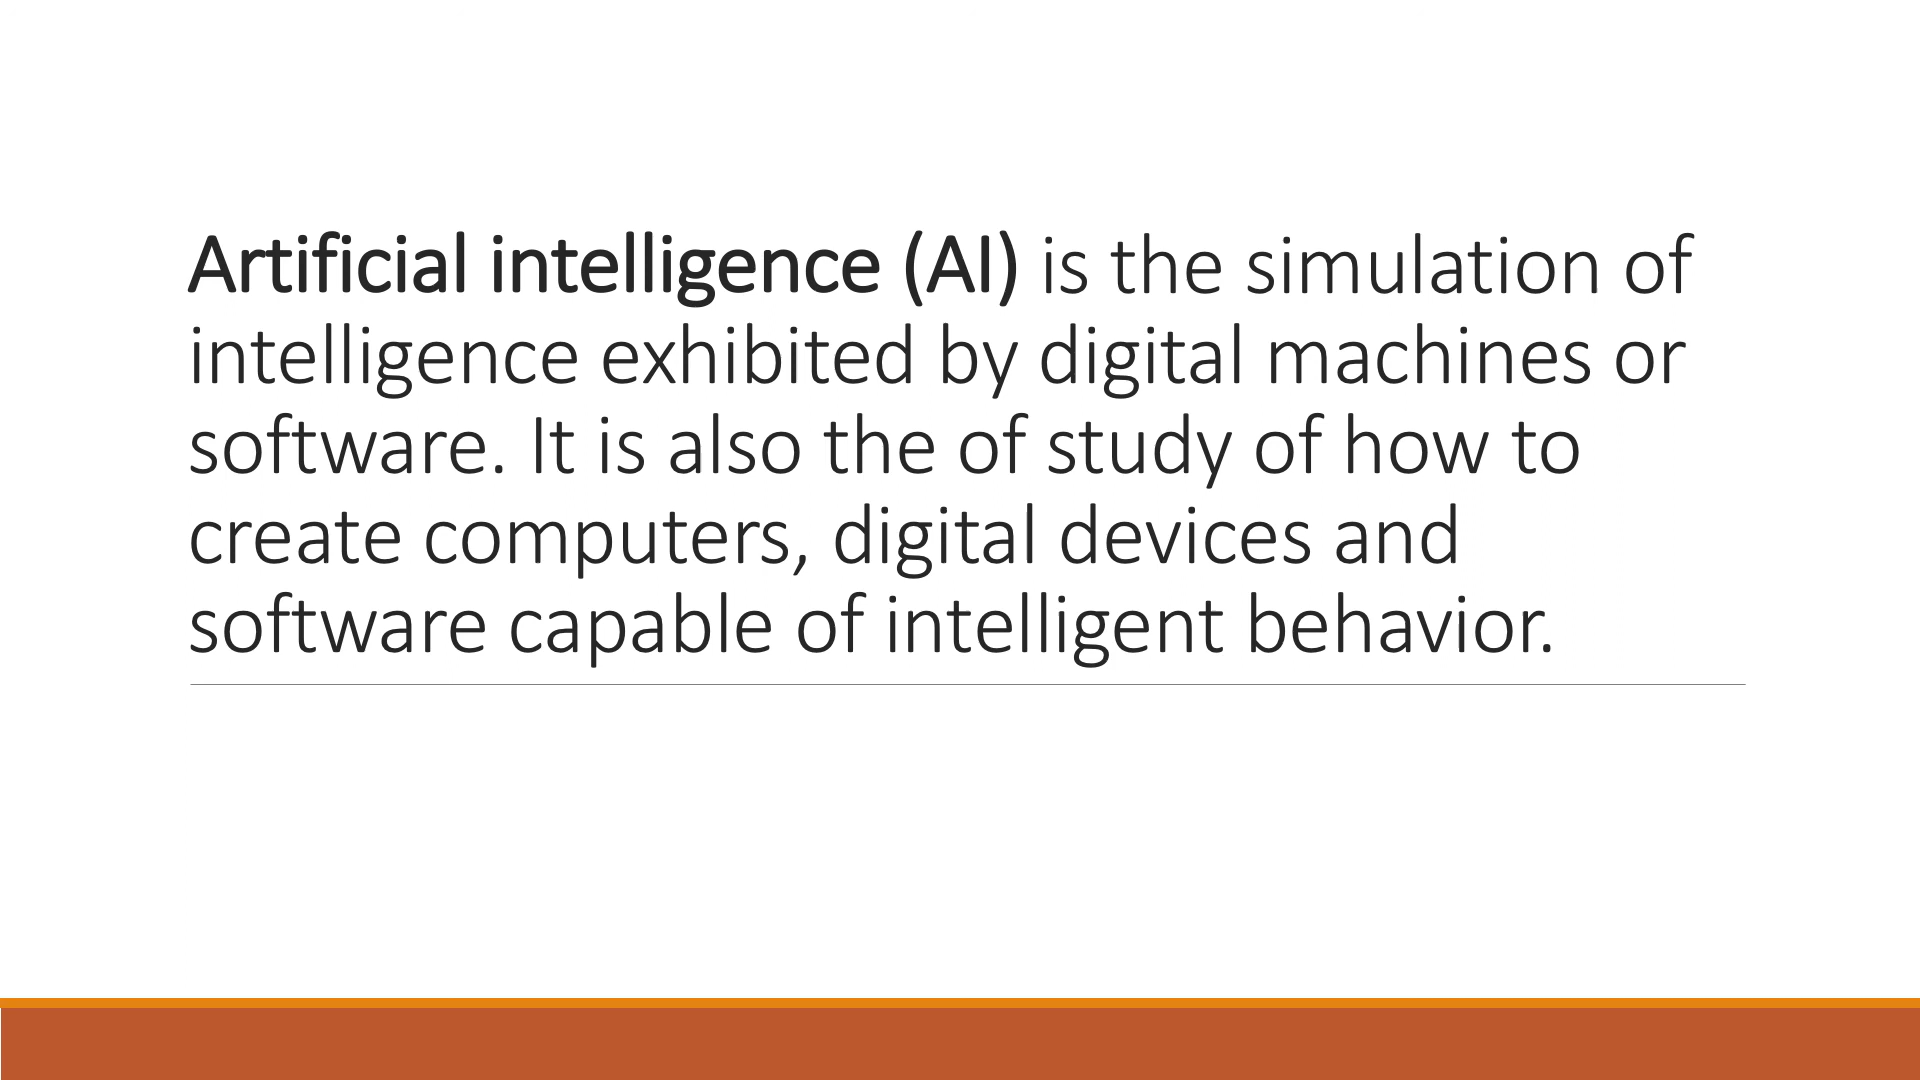 Artificial intelligence (AI) is the simulation of
intelligence exhibited by digital machines or
software. It is also the of study of how to
create computers, digital devices and
software capable of intelligent behavior.